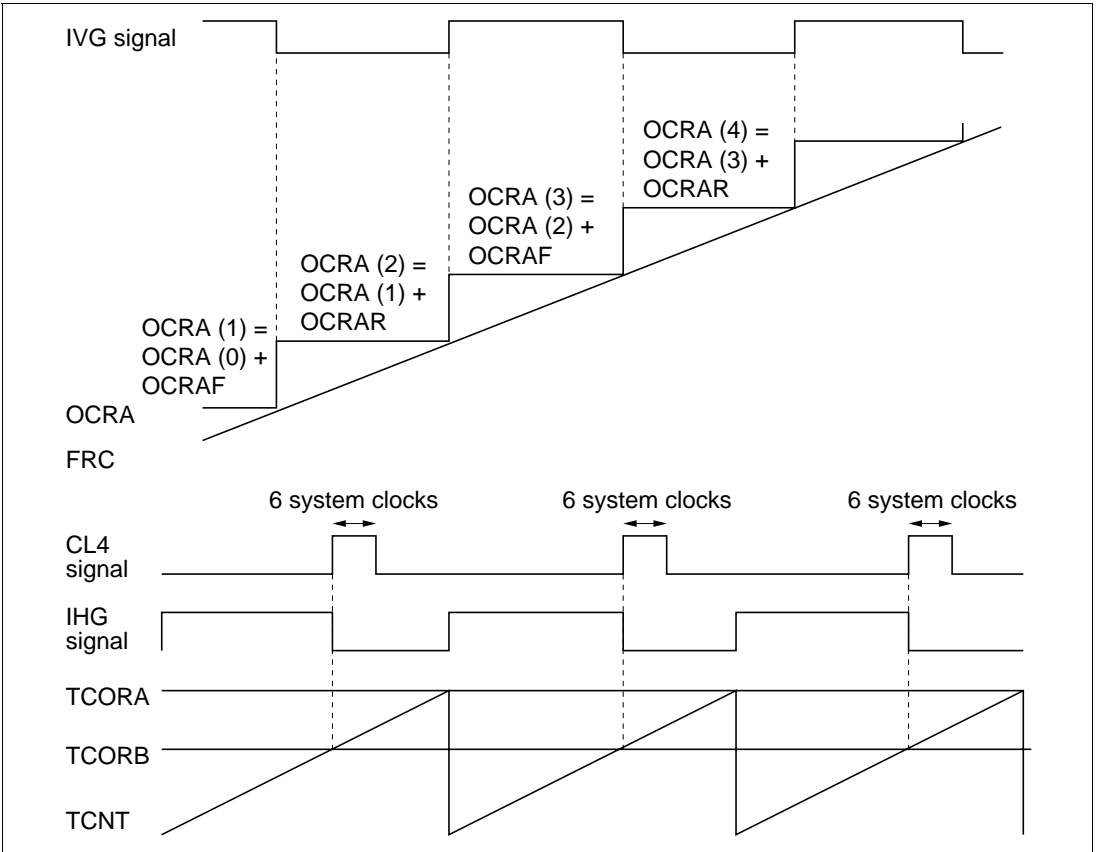 IVG signal
OCRA (4) =
OCRA (3) +
OCRAR
OCRA (3) =
OCRA (2) +
OCRAF
OCRA (2) =
OCRA (1) +
OCRAR
OCRA (1) =
OCRA (0) +
OCRAF
OCRA
FRC
6 system clocks 6 system clocks 6 system clocks
CL4
signal
IHG
signal
TCORA
TCORB
TCNT